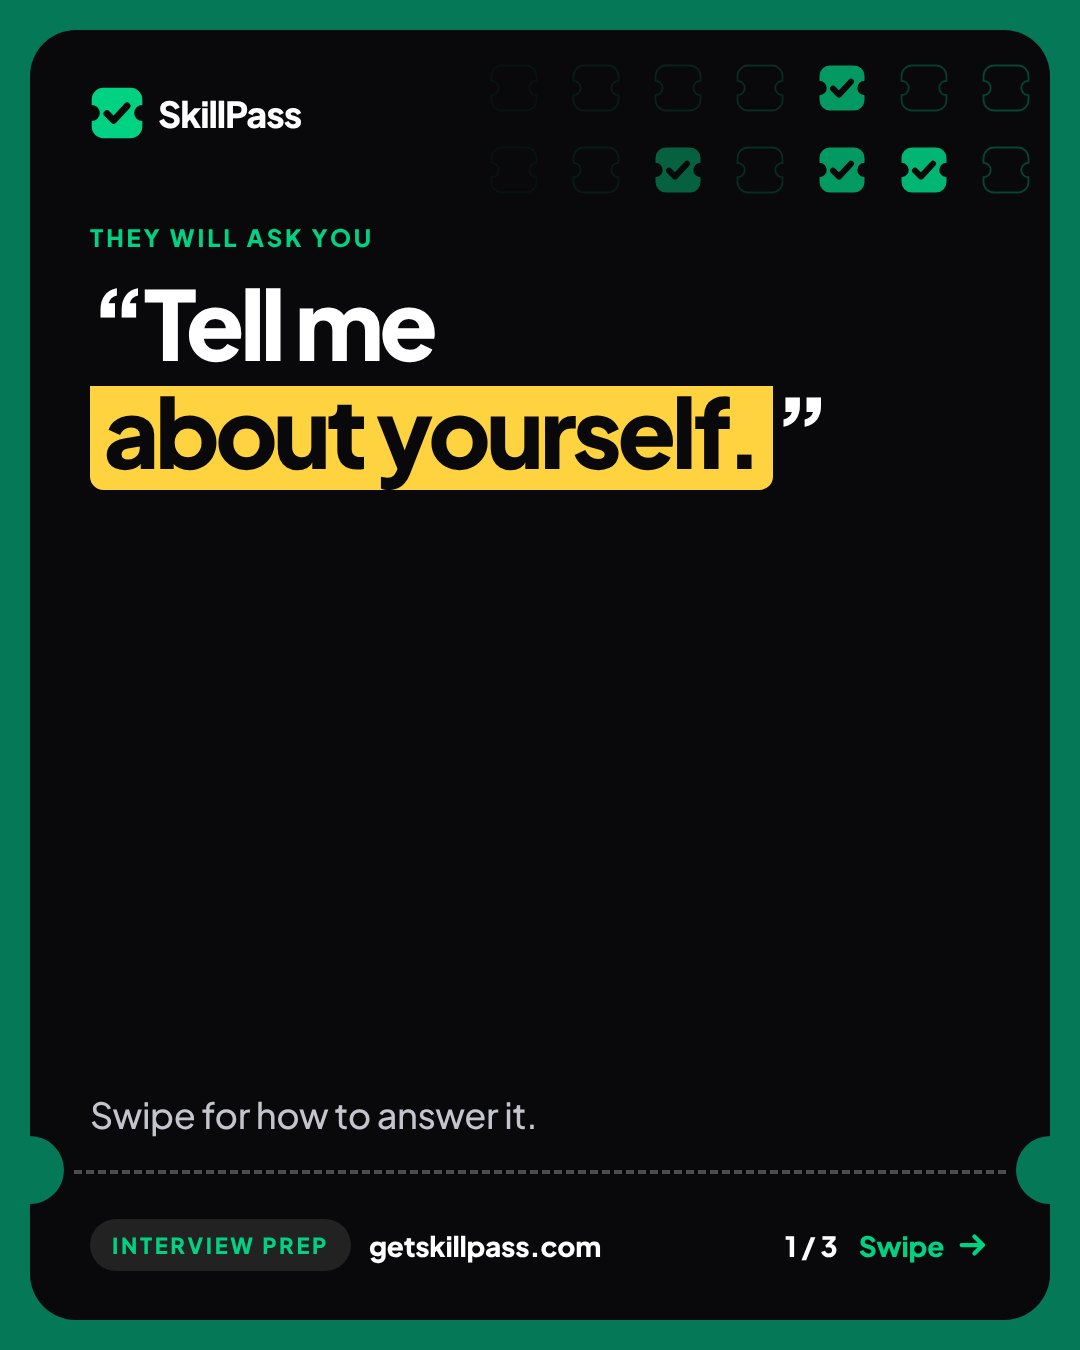 SkillPass
THEY WILL ASK YOU
“Tell me
about yourself.”
Swipe for how to answer it.
INTERVIEW PREP getskillpass.com 1 / 3 Swipe →